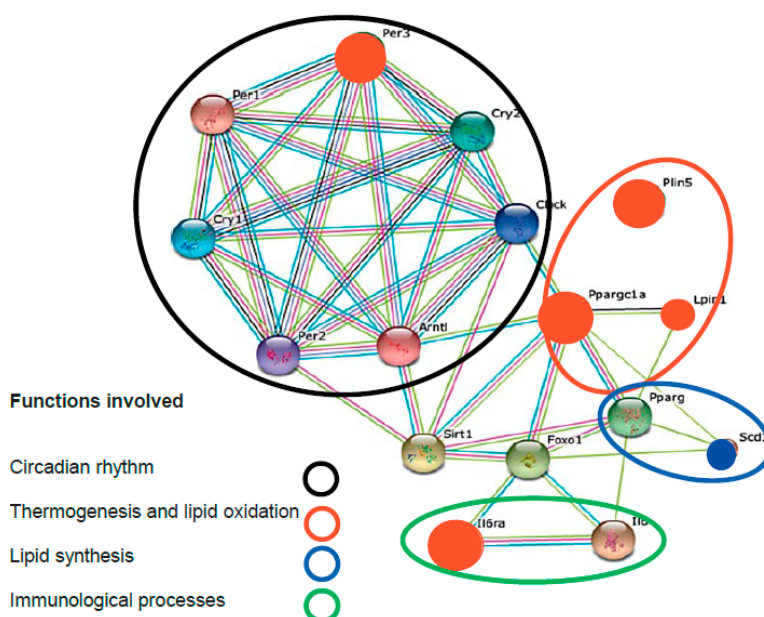 Per3
Per1
Cry2
Plin5
Cry1
Clock
Ppargc1a
Lpin1
Per2
Arntl
Functions involved
Pparg
Sirt1
Foxo1
Circadian rhythm
Il6ra
Thermogenesis and lipid oxidation
Lipid synthesis
Immunological processes